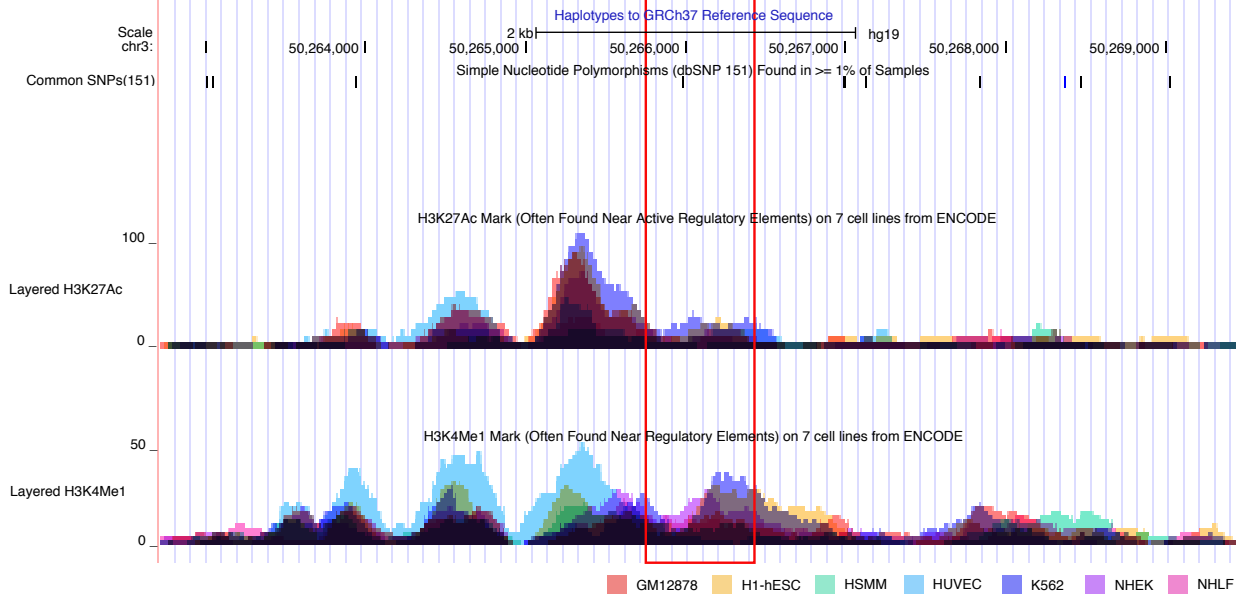 Haplotypes to GRCh37 Reference Sequence
Scale 2 kb hg19
chr3: 50,264,000 50,265,000 50,266,000 50,267,000 50,268,000 50,269,000
Simple Nucleotide Polymorphisms (dbSNP 151) Found in >= 1% of Samples
Common SNPs(151)
H3K27Ac Mark (Often Found Near Active Regulatory Elements) on 7 cell lines from ENCODE
100
Layered H3K27Ac
0
H3K4Me1 Mark (Often Found Near Regulatory Elements) on 7 cell lines from ENCODE
50
Layered H3K4Me1
0
GM12878 H1-hESC HSMM HUVEC K562 NHEK NHLF